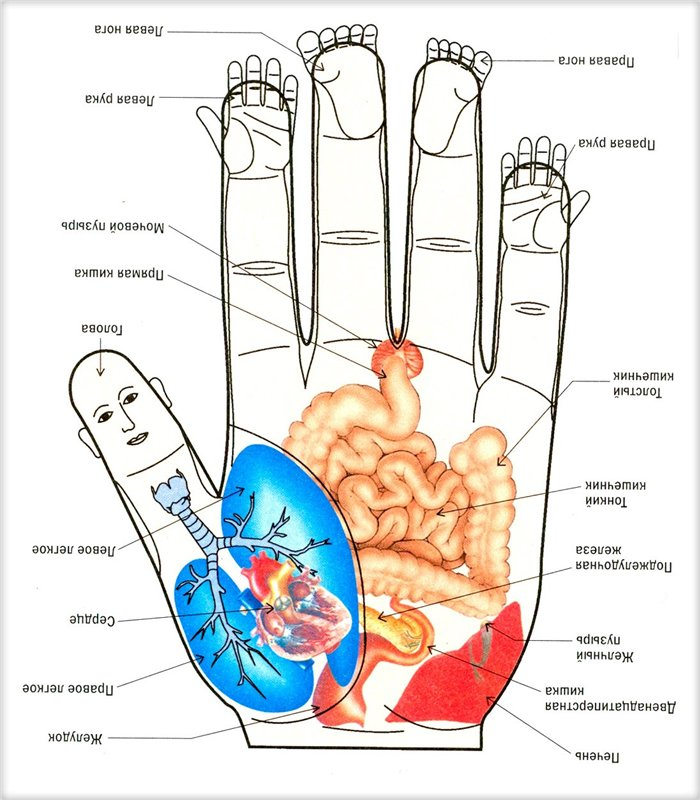 Печень
Желудок
Двенадцатиперстная
кишка
Правое легкое
Желчный
пузырь
Сердце
Поджелудочная
железа
Левое легкое
Тонкий
кишечник
Толстый
кишечник
Голова
Прямая кишка
Мочевой пузырь
Правая рука
Левая рука
Правая нога
Левая нога